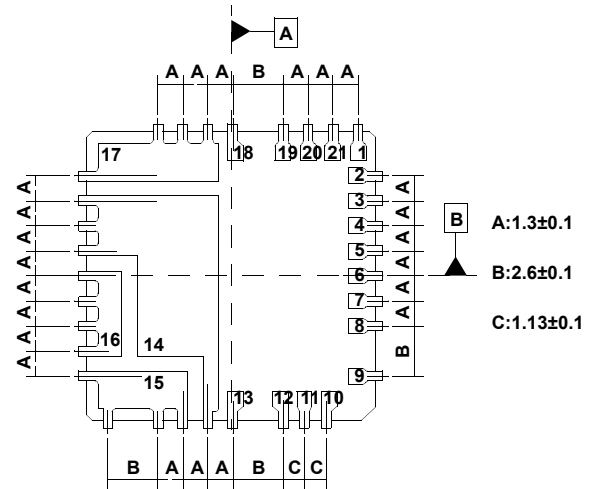 A
A A A B A A A
17 18 19 20 21 1
2
A A
3
A A
B
4 A:1.3±0.1
A A
5
A A
6 B:2.6±0.1
A A
7
A A
8 C:1.13±0.1
A 16 14
A B
9
15
13 12 11 10
B A A A B C C